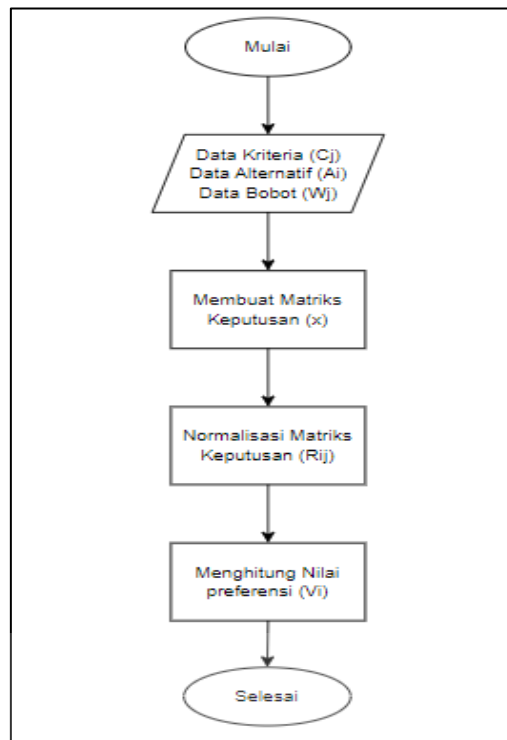 Mulai
Data Kriteria (Cj)
Data Alternatif (Ai)
Data Bobot (Wj)
Membuat Matriks
Keputusan (x)
Normalisasi Matriks
Keputusan (Rij)
Menghitung Nilai
preferensi (Vi)
Selesai